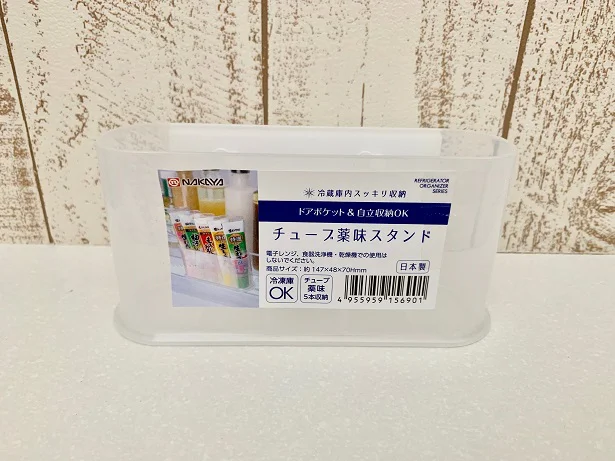 NAKAYA
冷蔵庫内スッキリ収納
REFRIGERATOR
ORGANIZER
SERIES
ドアポケット&自立収納OK
チューブ薬味スタンド
電子レンジ、食器洗浄機・乾燥機での使用は
しないでください。
商品サイズ:約147×48×70Hmm
日本製
冷凍庫
OK
チューブ
薬味
5本収納
4 955959 156901